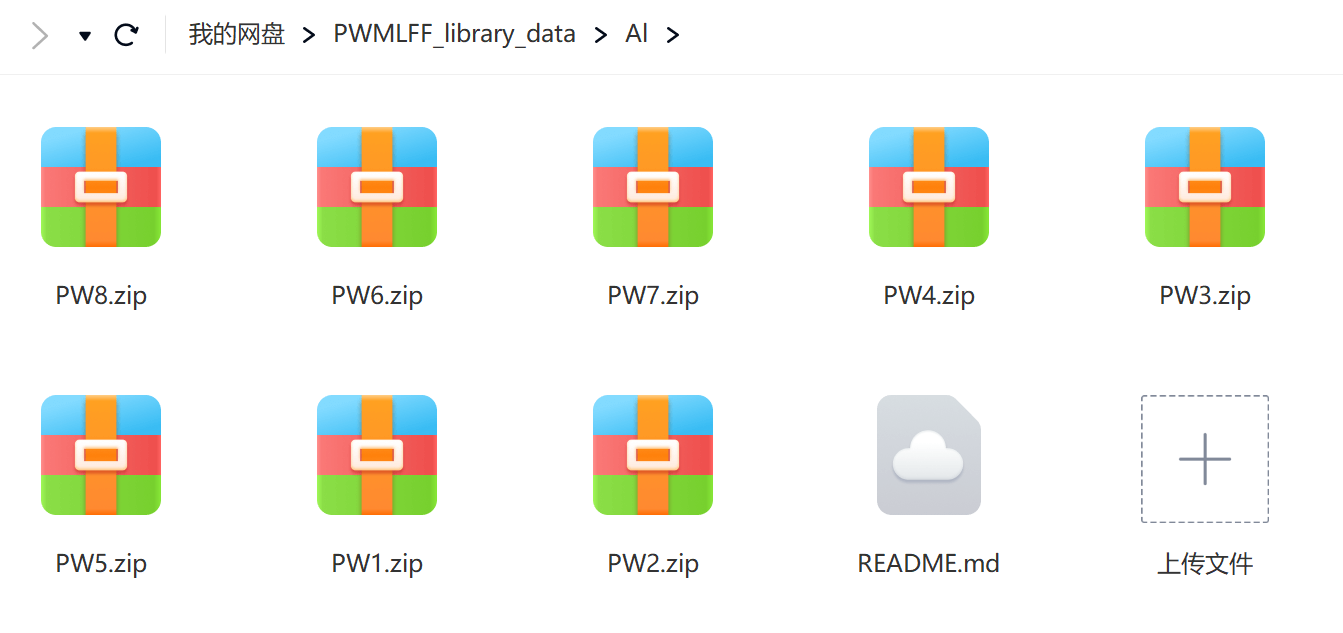 我的网盘 > PWMLFF_library_data > Al >
PW8.zip PW6.zip PW7.zip PW4.zip PW3.zip
PW5.zip PW1.zip PW2.zip README.md 上传文件